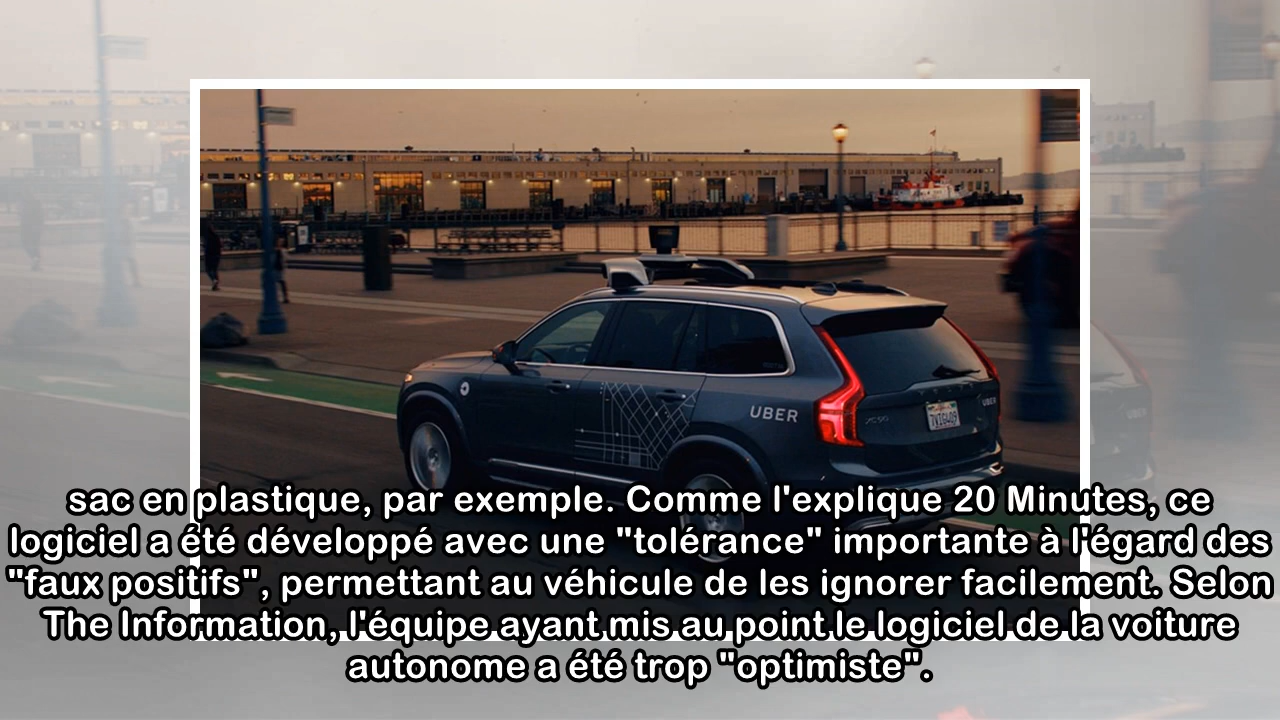 UBER
UBER
XC90
sac en plastique, par exemple. Comme l'explique 20 Minutes, ce
logiciel a été développé avec une "tolérance" importante à l'égard des
"faux positifs", permettant au véhicule de les ignorer facilement. Selon
The Information, l'équipe ayant mis au point le logiciel de la voiture
autonome a été trop "optimiste".